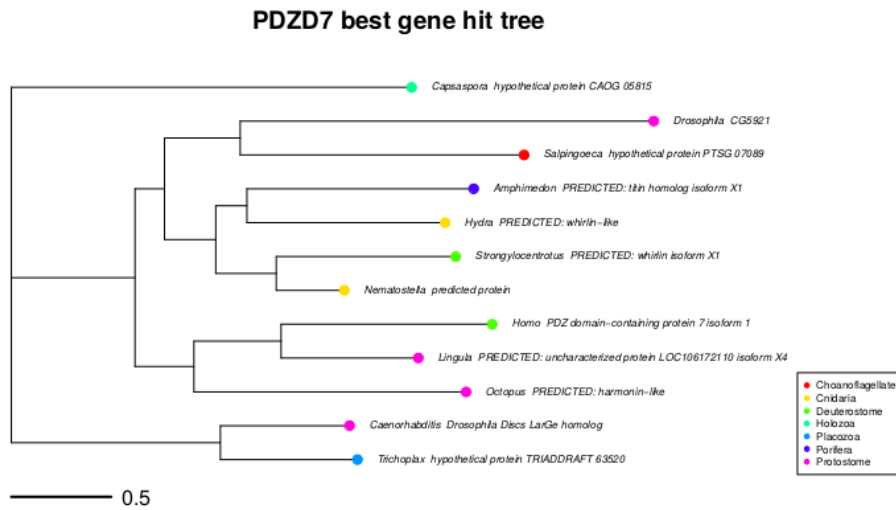 PDZD7 best gene hit tree
Capsaspora hypothetical protein CAOG 05815
Drosophila CG5921
Salpingoeca hypothetical protein PTSG 07089
Amphimedon PREDICTED: titin homolog isoform X1
Hydra PREDICTED: whirlin-like
Strongylocentrotus PREDICTED: whirlin isoform X1
Nematostella predicted protein
Homo PDZ domain-containing protein 7 isoform 1
Lingula PREDICTED: uncharacterized protein LOC106172110 isoform X4
Octopus PREDICTED: harmonin-like
Caenorhabditis Drosophila Discs LarGe homolog
Trichoplax hypothetical protein TRIADDRAFT 63520
Choanoflagellate
Cnidaria
Deuterostome
Holozoa
Placozoa
Porifera
Protostome
0.5